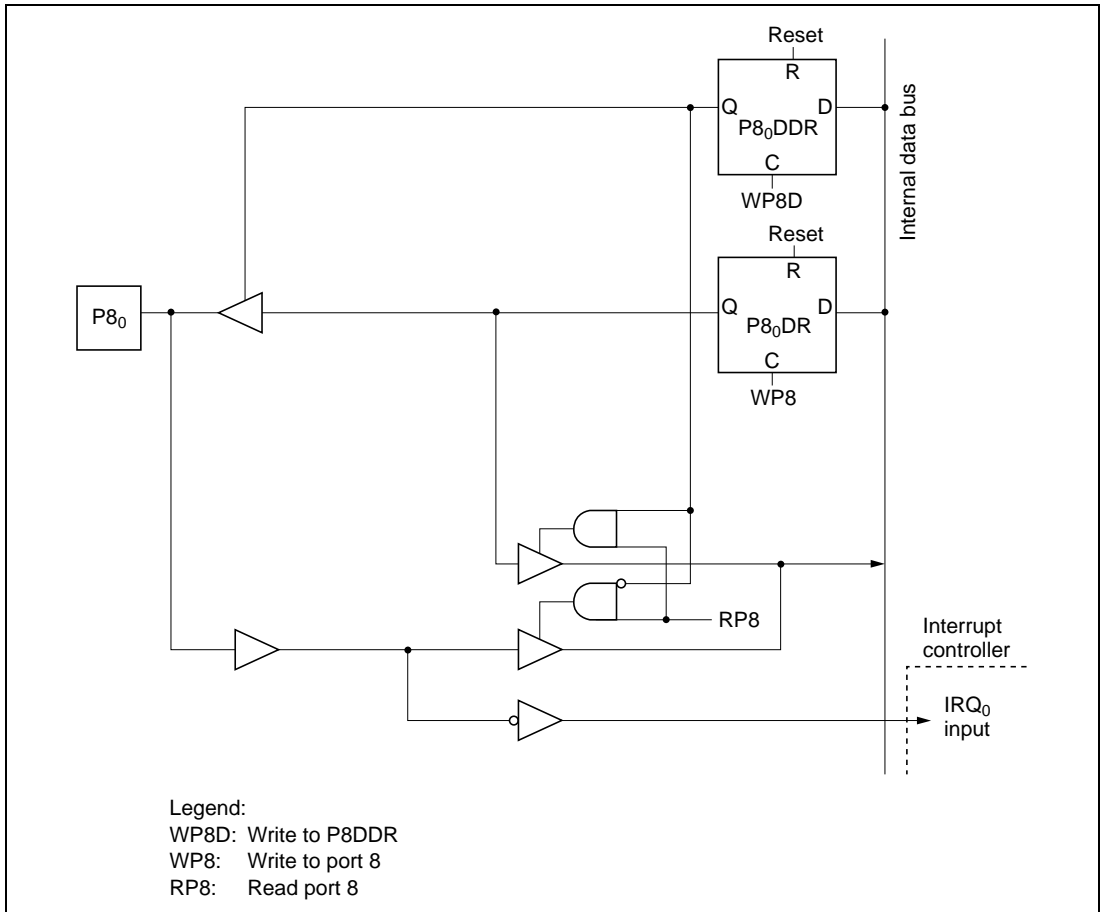 Reset
R
Q D
P8₀DDR
C
WP8D
Internal data bus
Reset
R
Q D
P8₀DR
C
WP8
P8₀
RP8
Interrupt
controller
IRQ₀
input
Legend:
WP8D: Write to P8DDR
WP8: Write to port 8
RP8: Read port 8